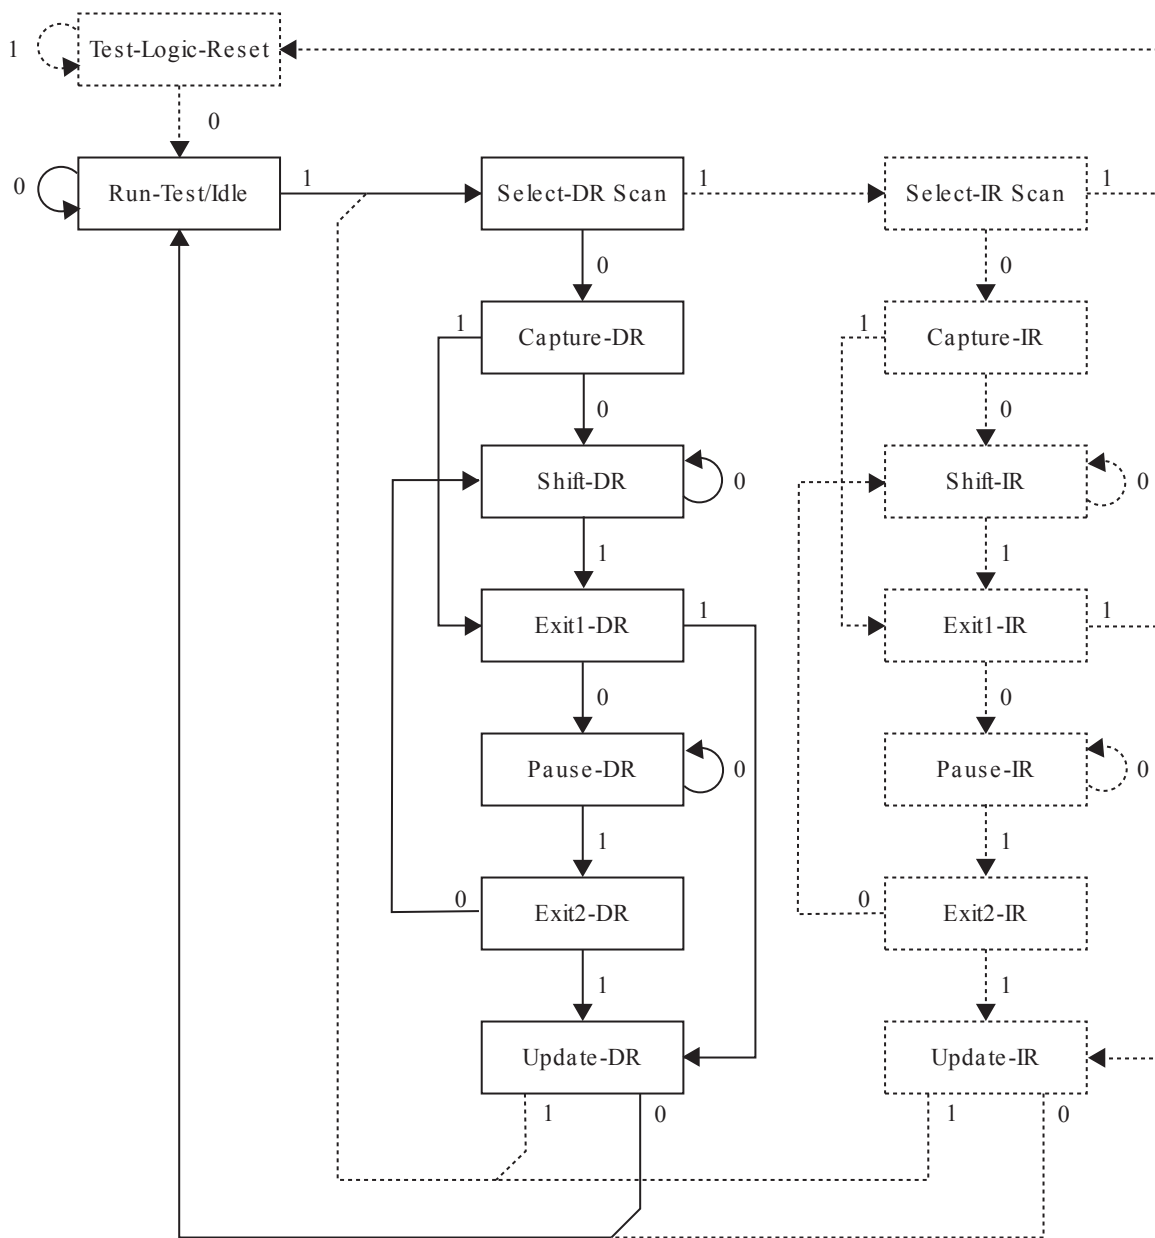 1
Test-Logic-Reset
0
0
Run-Test/Idle
1
Select-DR Scan
1
Select-IR Scan
1
0
0
1
Capture-DR
1
Capture-IR
0
0
Shift-DR
0
Shift-IR
0
1
1
Exit1-DR
1
Exit1-IR
1
0
0
Pause-DR
0
Pause-IR
0
1
1
0
Exit2-DR
0
Exit2-IR
1
1
Update-DR
Update-IR
1
0
1
0